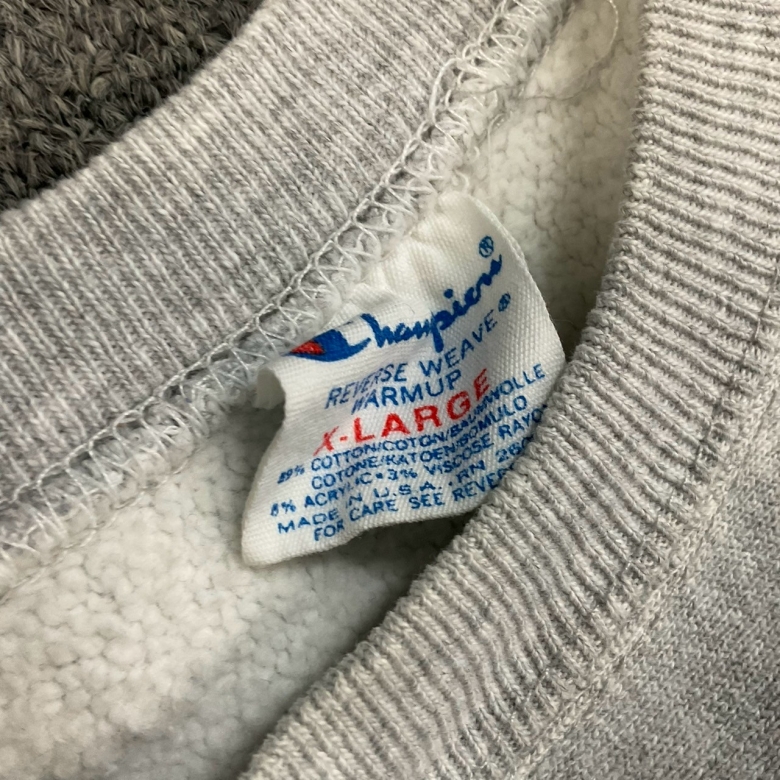 Champion®
REVERSE WEAVE®
WARMUP
X-LARGE
89% COTTON/COTON/BAUMWOLLE
COTONE/KATOEN/BOMULD
8% ACRYLIC • 3% VISCOSE RAYON
MADE IN U.S.A. RN
FOR CARE SEE REVERSE